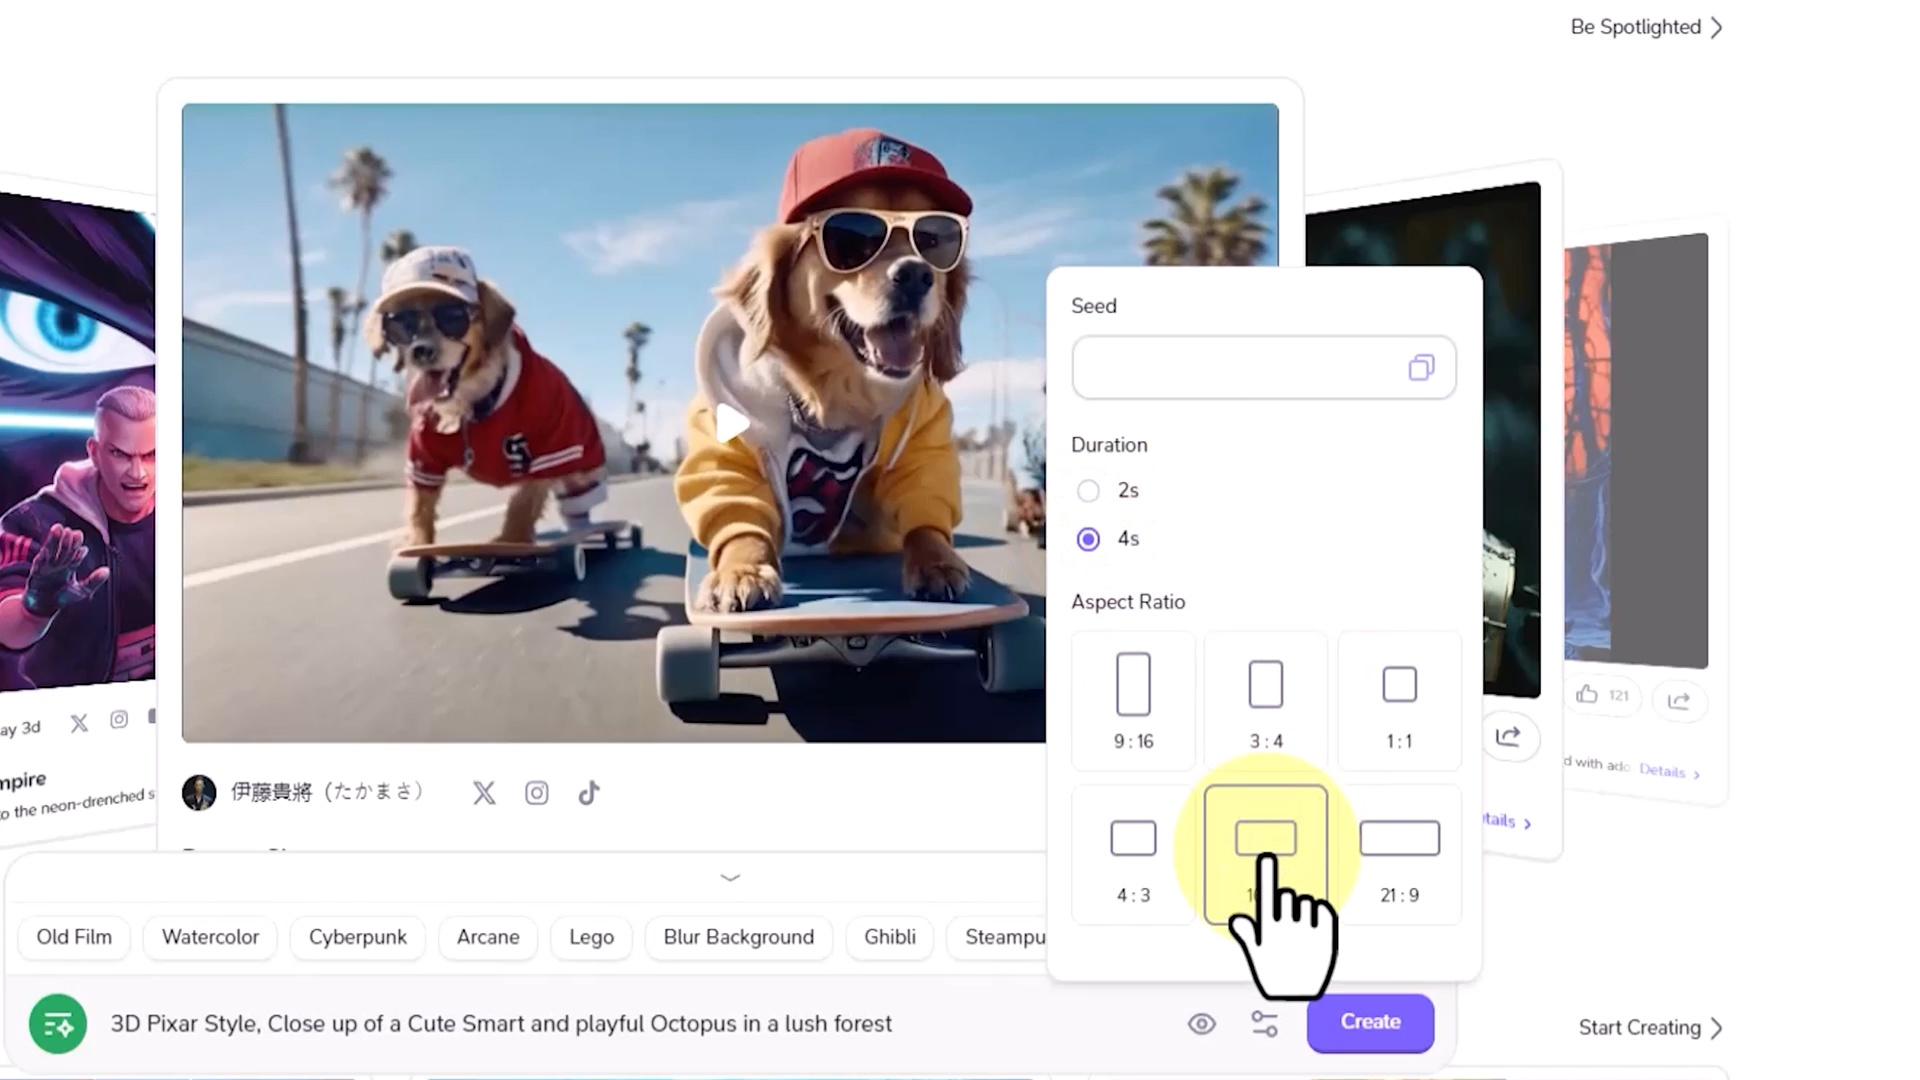 Be Spotlighted
Seed
Duration
2s
4s
Aspect Ratio
9:16
3:4
1:1
4:3
21:9
ay 3d
mpire
o the neon-drenched s
伊藤貴將（たかまさ）
121
d with ado Details
tails
Old Film
Watercolor
Cyberpunk
Arcane
Lego
Blur Background
Ghibli
Steampu
3D Pixar Style, Close up of a Cute Smart and playful Octopus in a lush forest
Create
Start Creating